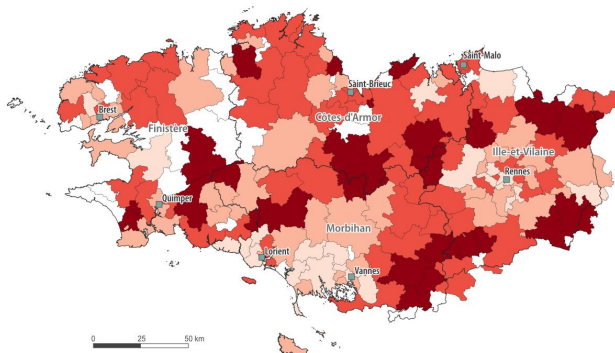 Saint-Malo
Saint-Brieuc
Brest
Côtes-d'Armor
Finistère
Ille-et-Vilaine
Rennes
Quimper
Morbihan
Lorient
Vannes
0 25 50 km